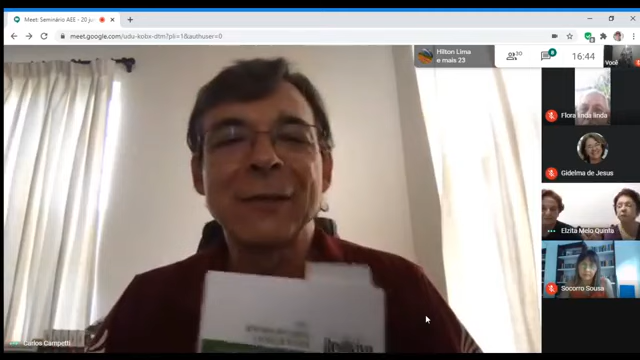 Meet: Seminário AEE - 20 ju
meet.google.com/udu-kobx-dtm?pli=1&authuser=0
Hilton Lima
e mais 23
30
8
16:44
Você
Flora linda linda
Gidelma de Jesus
Elzita Melo Quinta
Socorro Sousa
Carlos Campetti